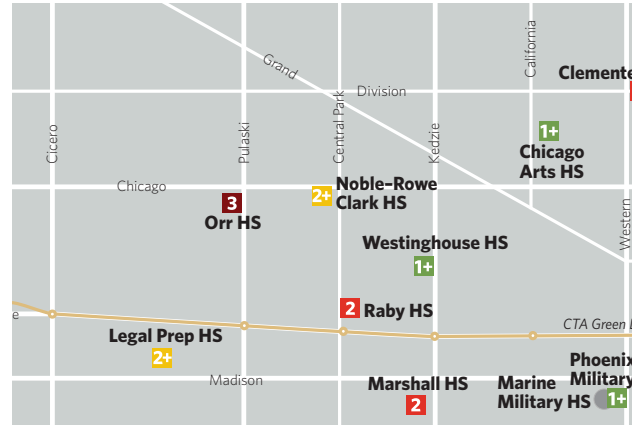 California
Grand
Clemente
Division
Central Park
Cicero
Pulaski
Kedzie
1+
Chicago
Arts HS
Chicago
2+
Noble–Rowe
Clark HS
3
Orr HS
Western
Westinghouse HS
1+
2
Raby HS
e
CTA Green
Legal Prep HS
2+
Madison
Marshall HS
2
Marine
Military HS
Phoenix
Military
1+